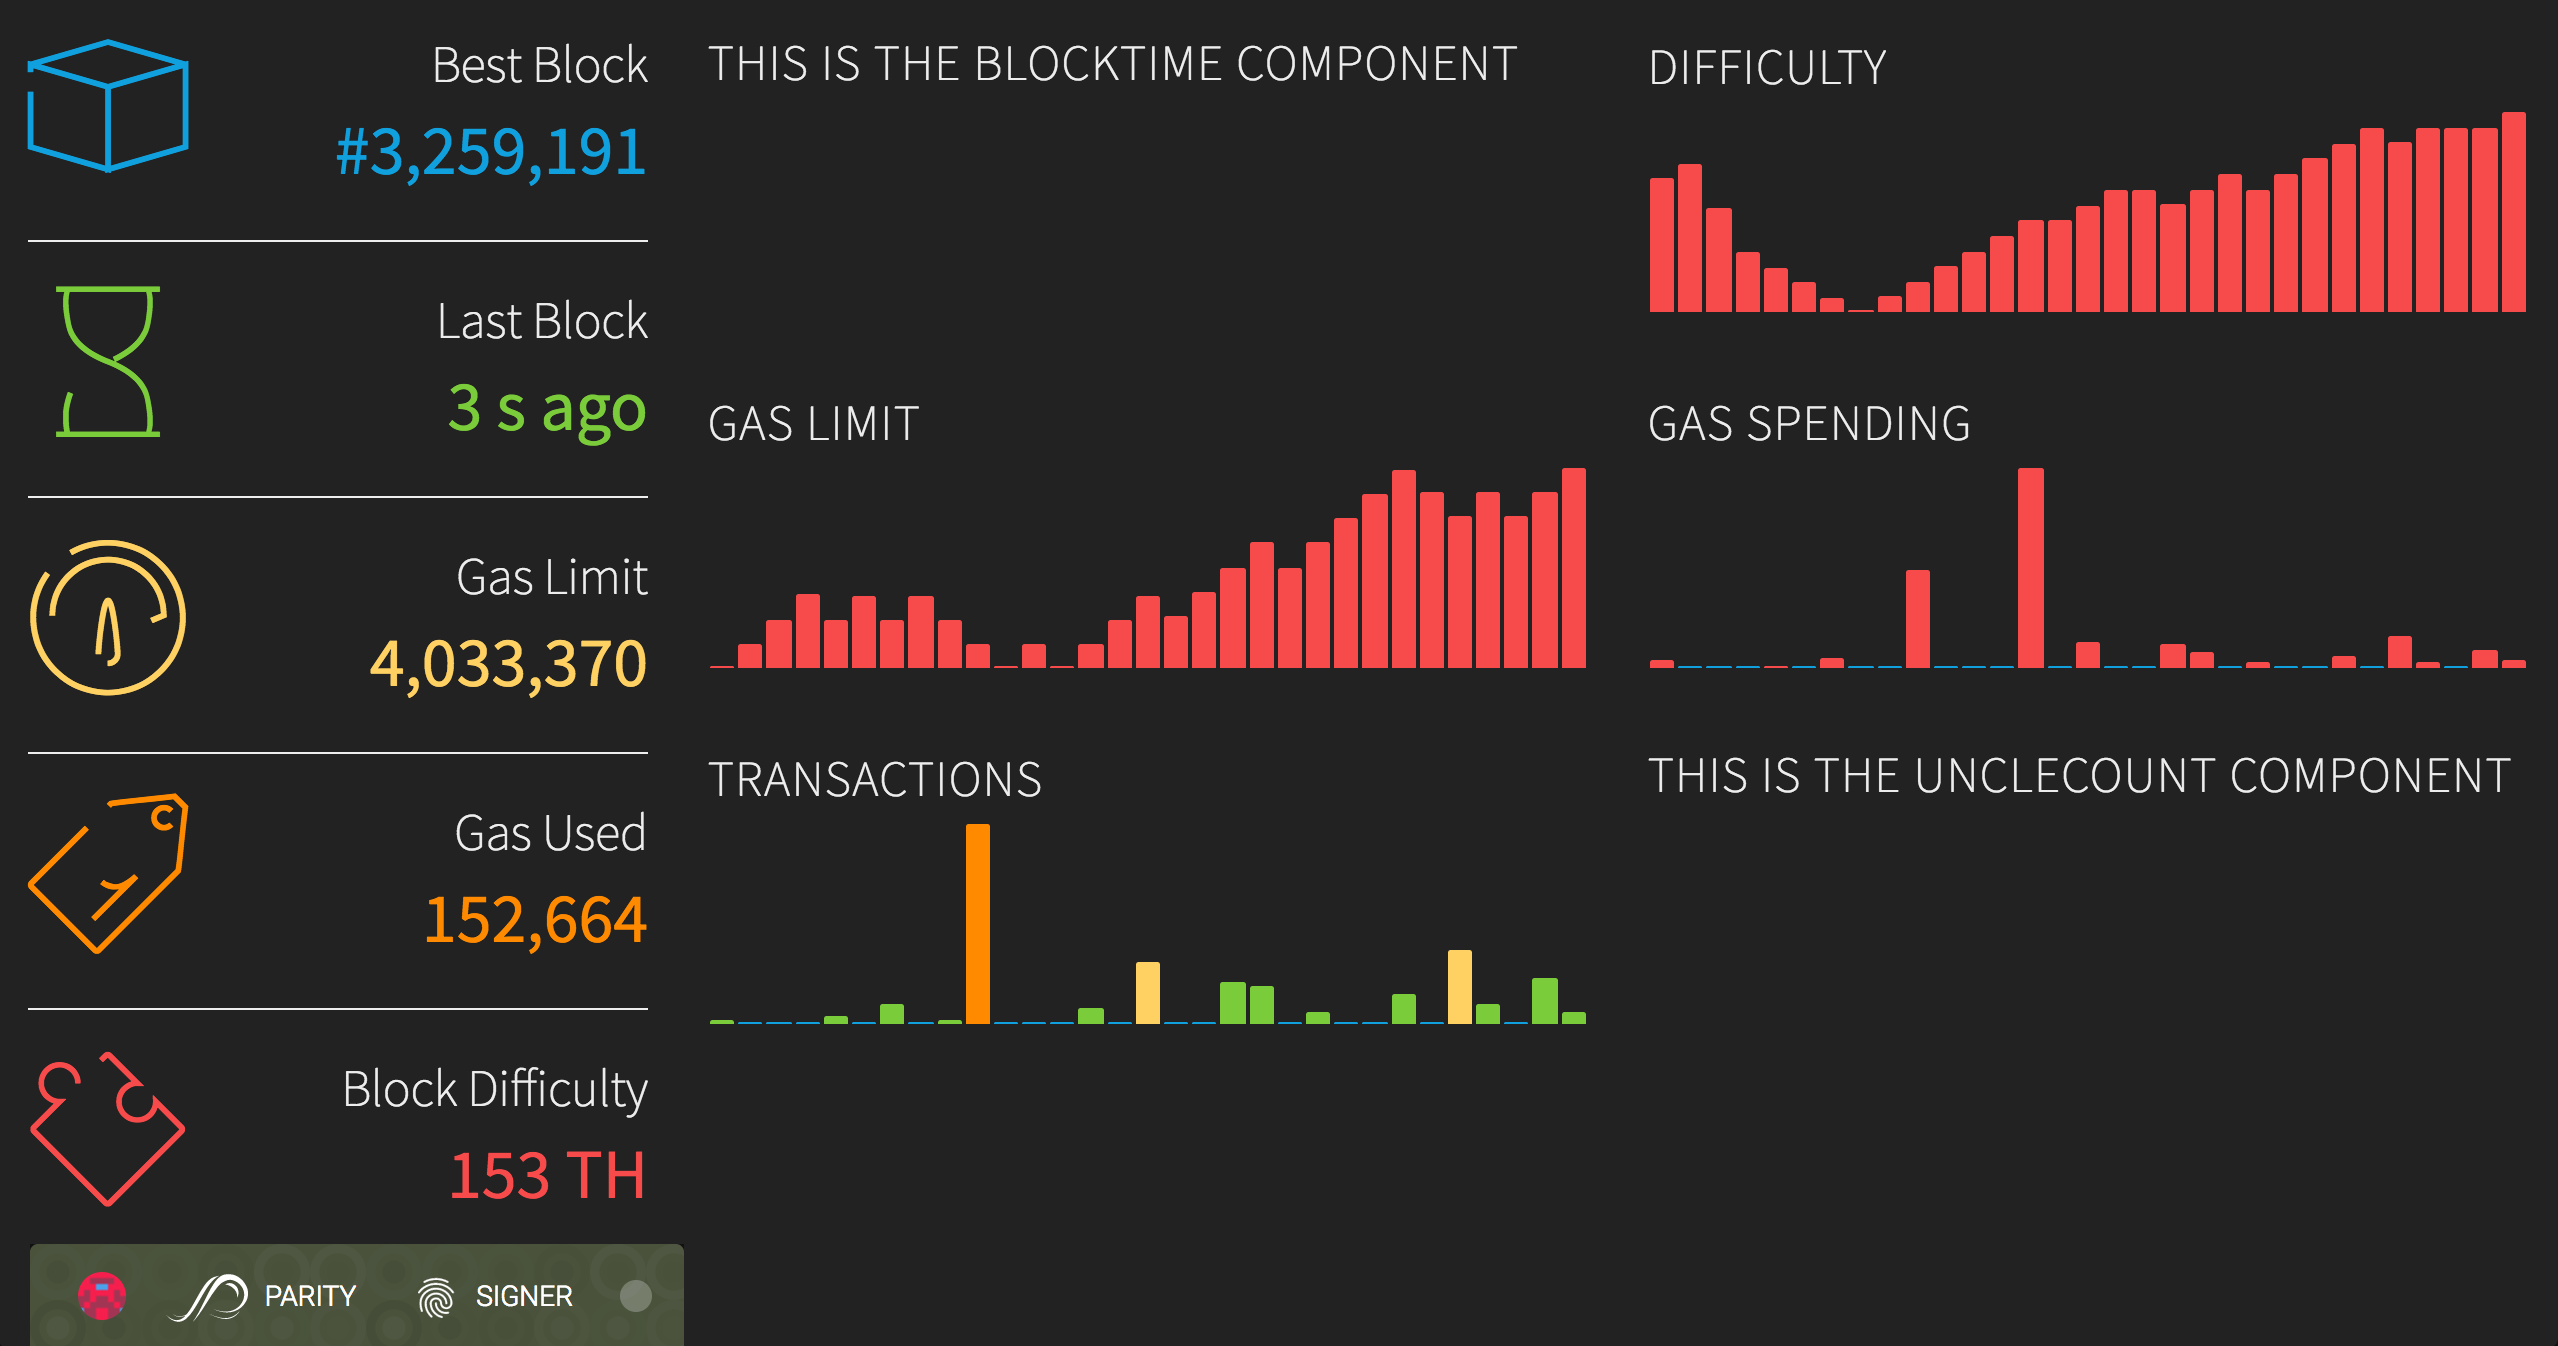 Best Block
#3,259,191
Last Block
3 s ago
Gas Limit
4,033,370
Gas Used
152,664
Block Difficulty
153 TH
PARITY
SIGNER
THIS IS THE BLOCKTIME COMPONENT
DIFFICULTY
GAS LIMIT
GAS SPENDING
TRANSACTIONS
THIS IS THE UNCLECOUNT COMPONENT